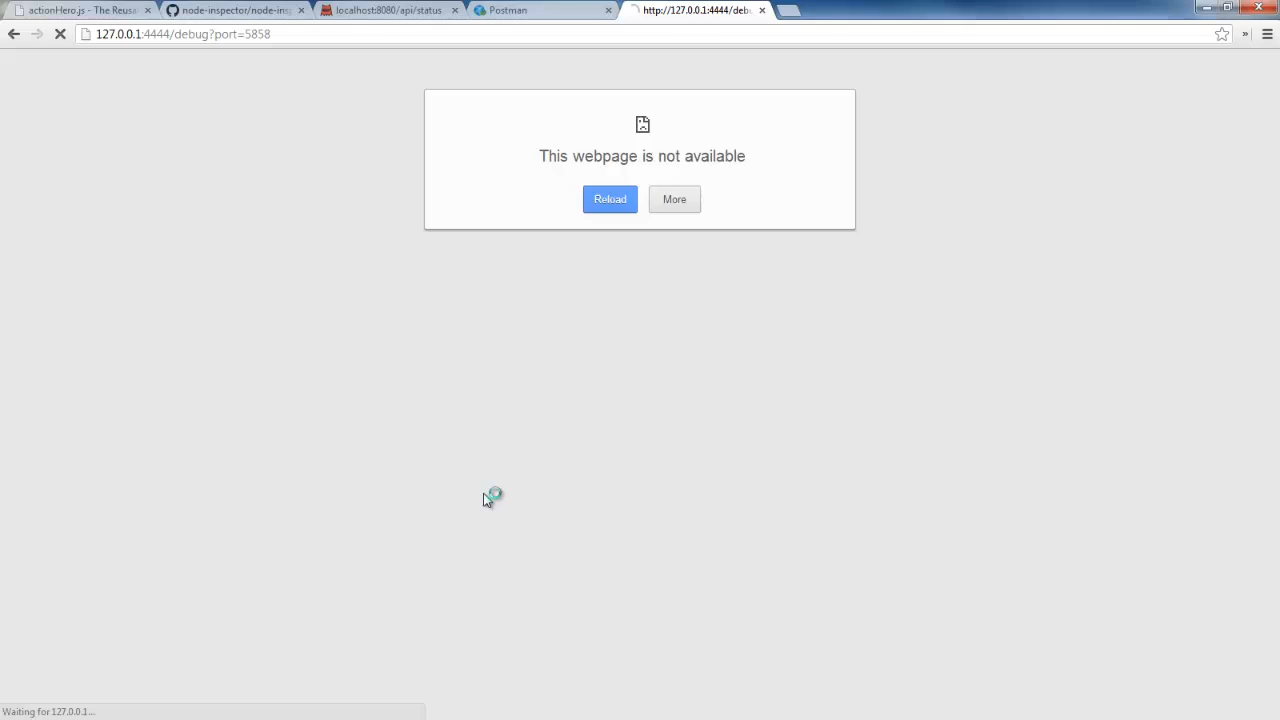 actionHero.js - The Reusa
node-inspector/node-insp
localhost:8080/api/status
Postman
http://127.0.0.1:4444/debu
127.0.0.1:4444/debug?port=5858
»
This webpage is not available
Reload
More
Waiting for 127.0.0.1...